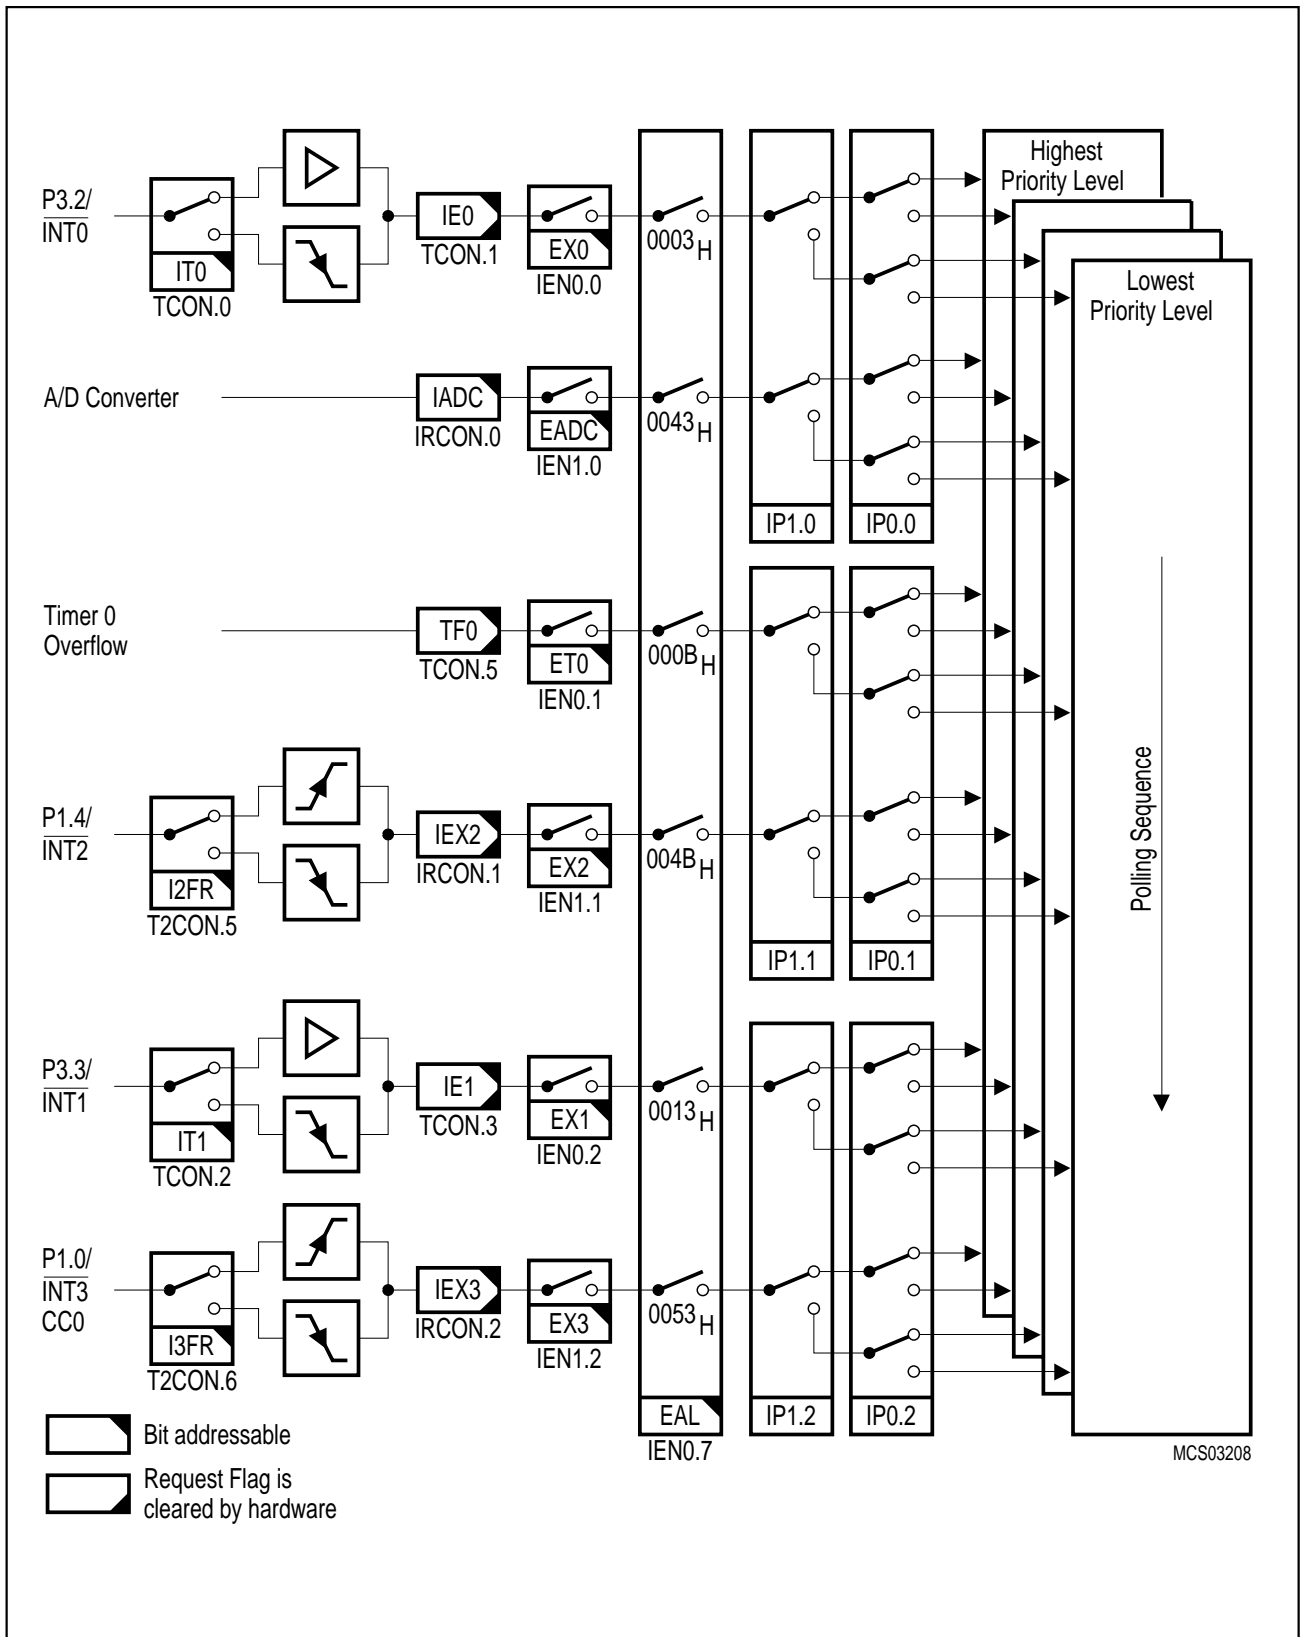 Highest
Priority Level
Lowest
Priority Level
P3.2/
INT0
IT0
TCON.0
IE0
TCON.1
EX0
IEN0.0
0003H
A/D Converter
IADC
IRCON.0
EADC
IEN1.0
0043H
IP1.0
IP0.0
Timer 0
Overflow
TF0
TCON.5
ET0
IEN0.1
000BH
P1.4/
INT2
I2FR
T2CON.5
IEX2
IRCON.1
EX2
IEN1.1
004BH
IP1.1
IP0.1
Polling Sequence
P3.3/
INT1
IT1
TCON.2
IE1
TCON.3
EX1
IEN0.2
0013H
P1.0/
INT3
CC0
I3FR
T2CON.6
IEX3
IRCON.2
EX3
IEN1.2
0053H
EAL
IEN0.7
IP1.2
IP0.2
Bit addressable
Request Flag is
cleared by hardware
MCS03208